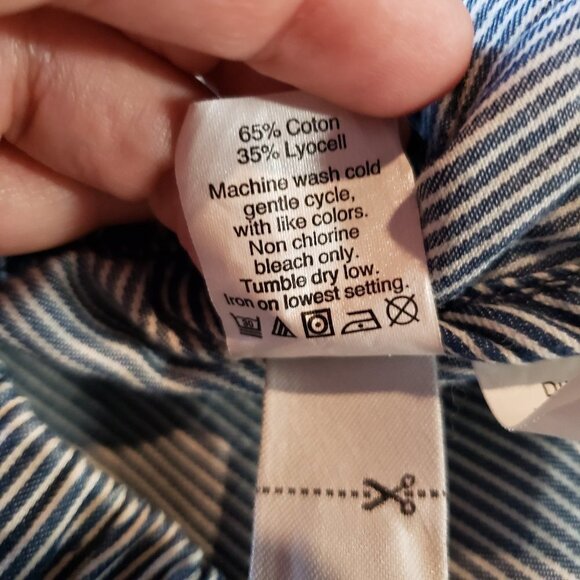 65% Coton
35% Lyocell
Machine wash cold
gentle cycle,
with like colors.
Non chlorine
bleach only.
Tumble dry low.
Iron on lowest setting.